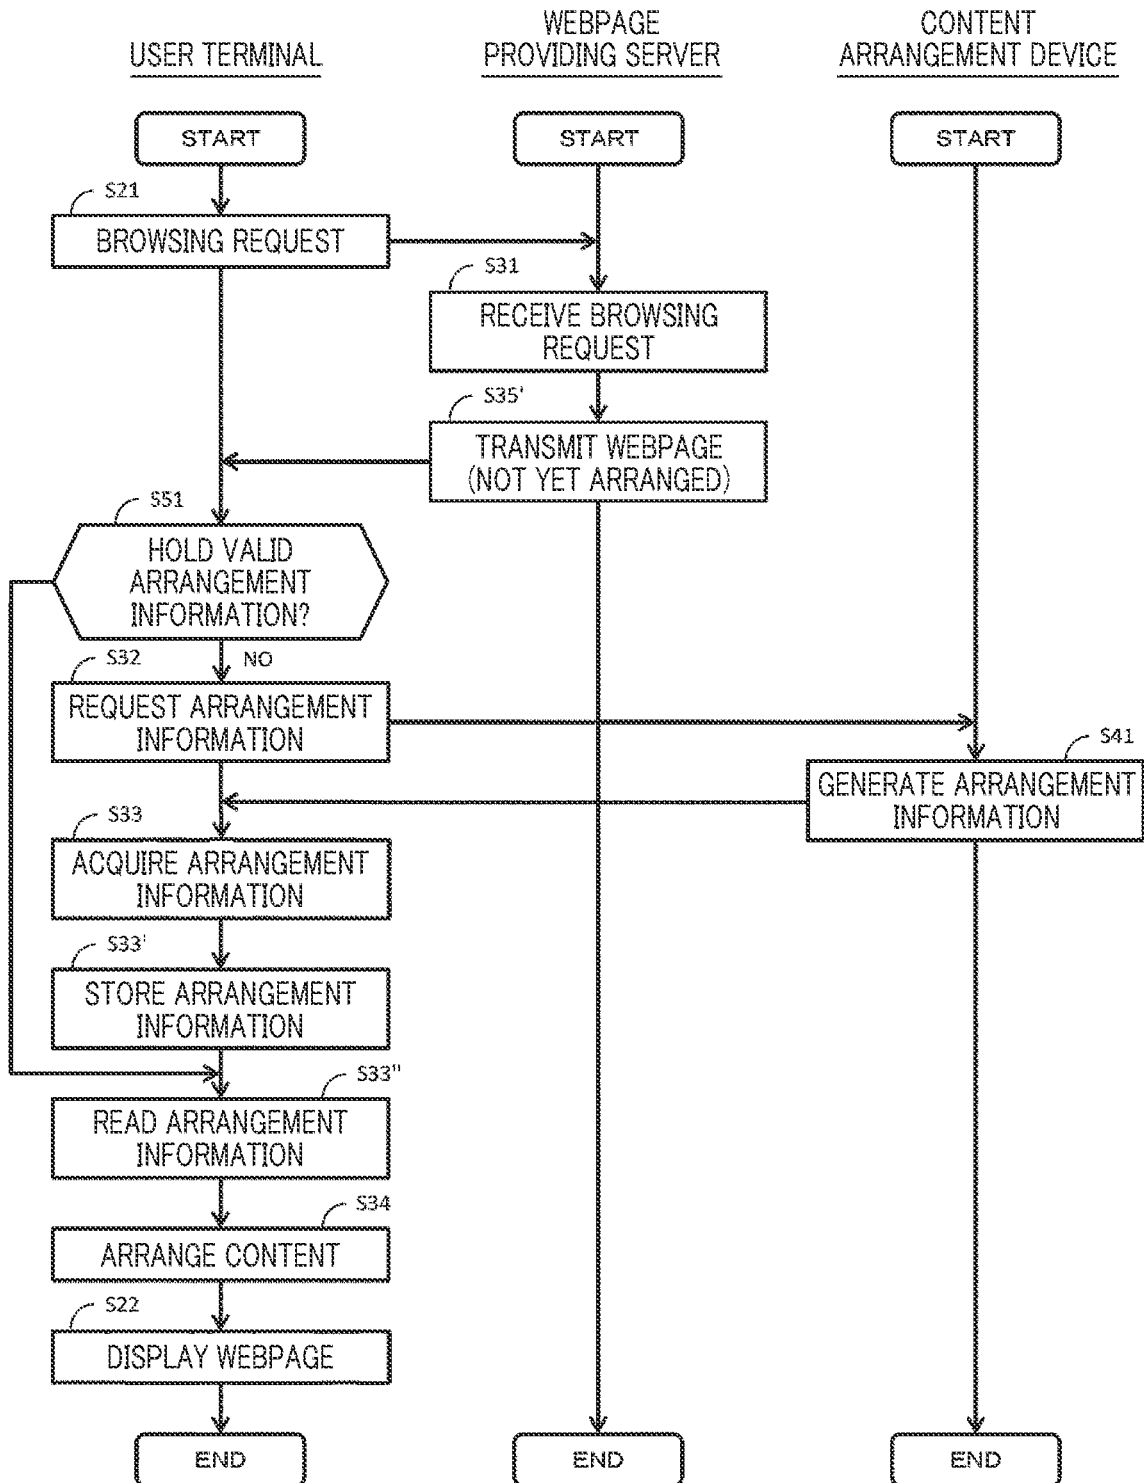 USER TERMINAL
WEBPAGE
PROVIDING SERVER
CONTENT
ARRANGEMENT DEVICE
START
START
START
S21
BROWSING REQUEST
S31
RECEIVE BROWSING
REQUEST
S35'
TRANSMIT WEBPAGE
(NOT YET ARRANGED)
S51
HOLD VALID
ARRANGEMENT
INFORMATION?
NO
S32
REQUEST ARRANGEMENT
INFORMATION
S41
GENERATE ARRANGEMENT
INFORMATION
S33
ACQUIRE ARRANGEMENT
INFORMATION
S33'
STORE ARRANGEMENT
INFORMATION
S33"
READ ARRANGEMENT
INFORMATION
S34
ARRANGE CONTENT
S22
DISPLAY WEBPAGE
END
END
END